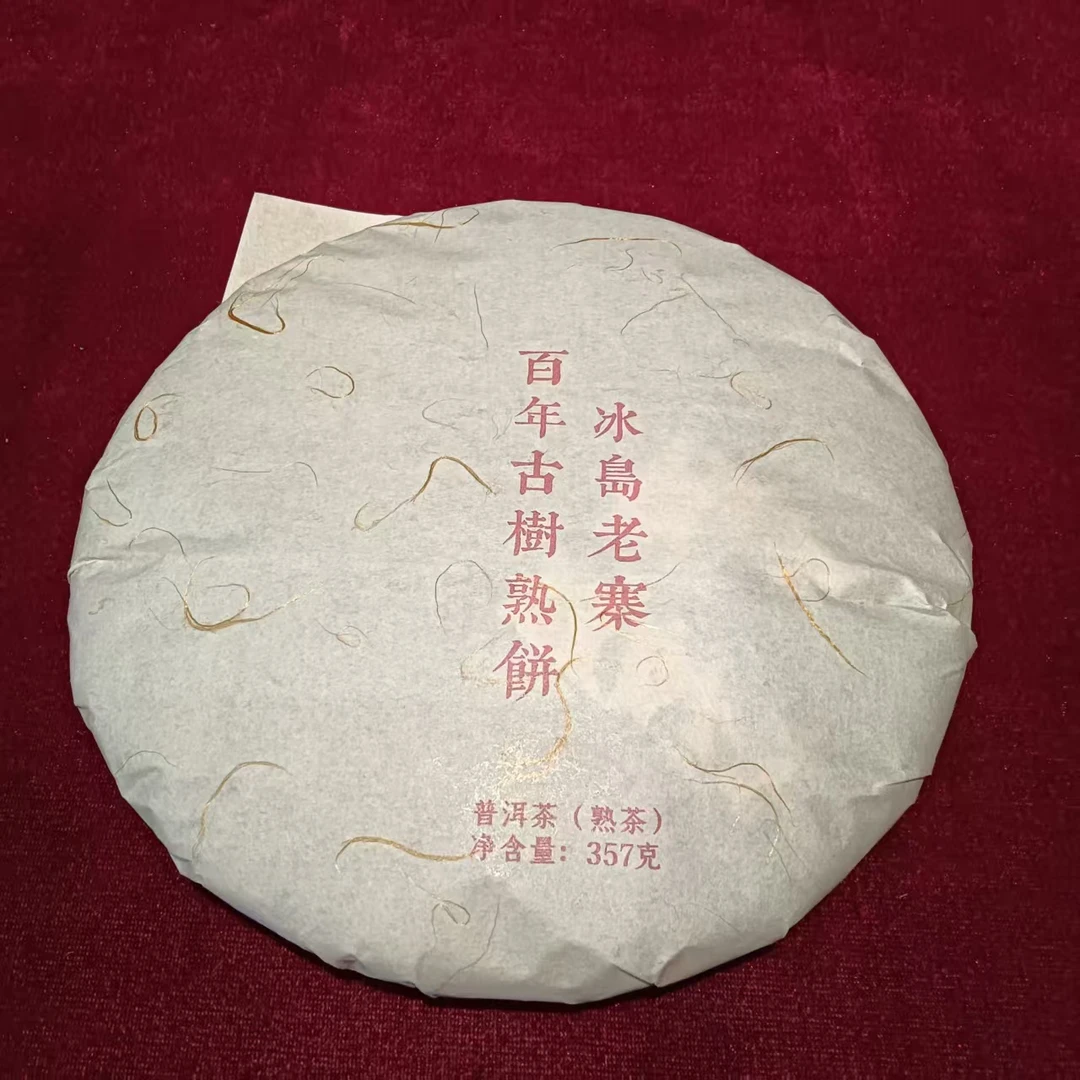 冰島老寨
百年古樹熟餅
普洱茶（熟茶）
净含量：357克